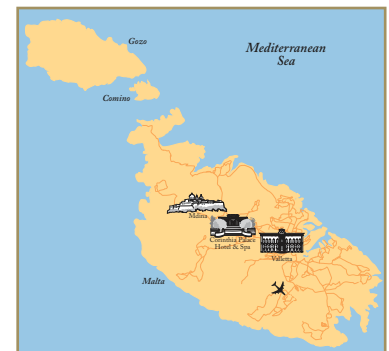 Gozo
Mediterranean
Sea
Comino
Mdina
Corinthia Palace
Hotel & Spa
Valletta
Malta